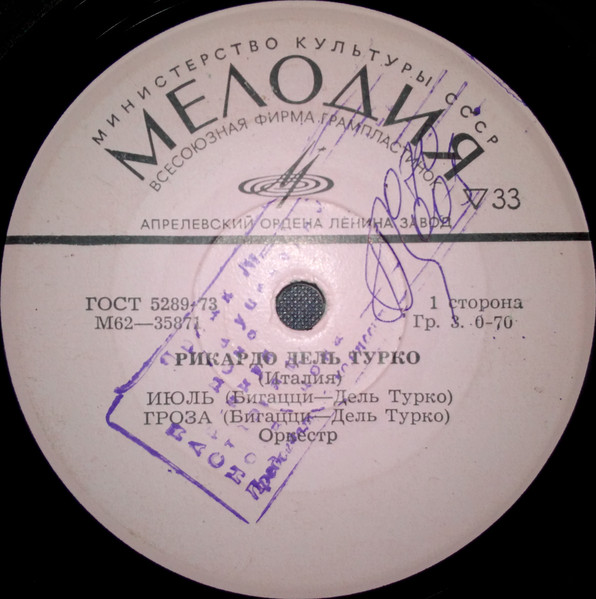 МИНИСТЕРСТВО КУЛЬТУРЫ СССР
МЕЛОДИЯ
ВСЕСОЮЗНАЯ ФИРМА ГРАМПЛАСТИНОК
33
АПРЕЛЕВСКИЙ ОРДЕНА ЛЕНИНА ЗАВОД
ГОСТ 5289-73
1 сторона
М62—35871
Гр. 3. 0-70
РИКАРДО ДЕЛЬ ТУРКО
(Италия)
ИЮЛЬ (Бигацци—Дель Турко)
ГРОЗА (Бигацци—Дель Турко)
Оркестр